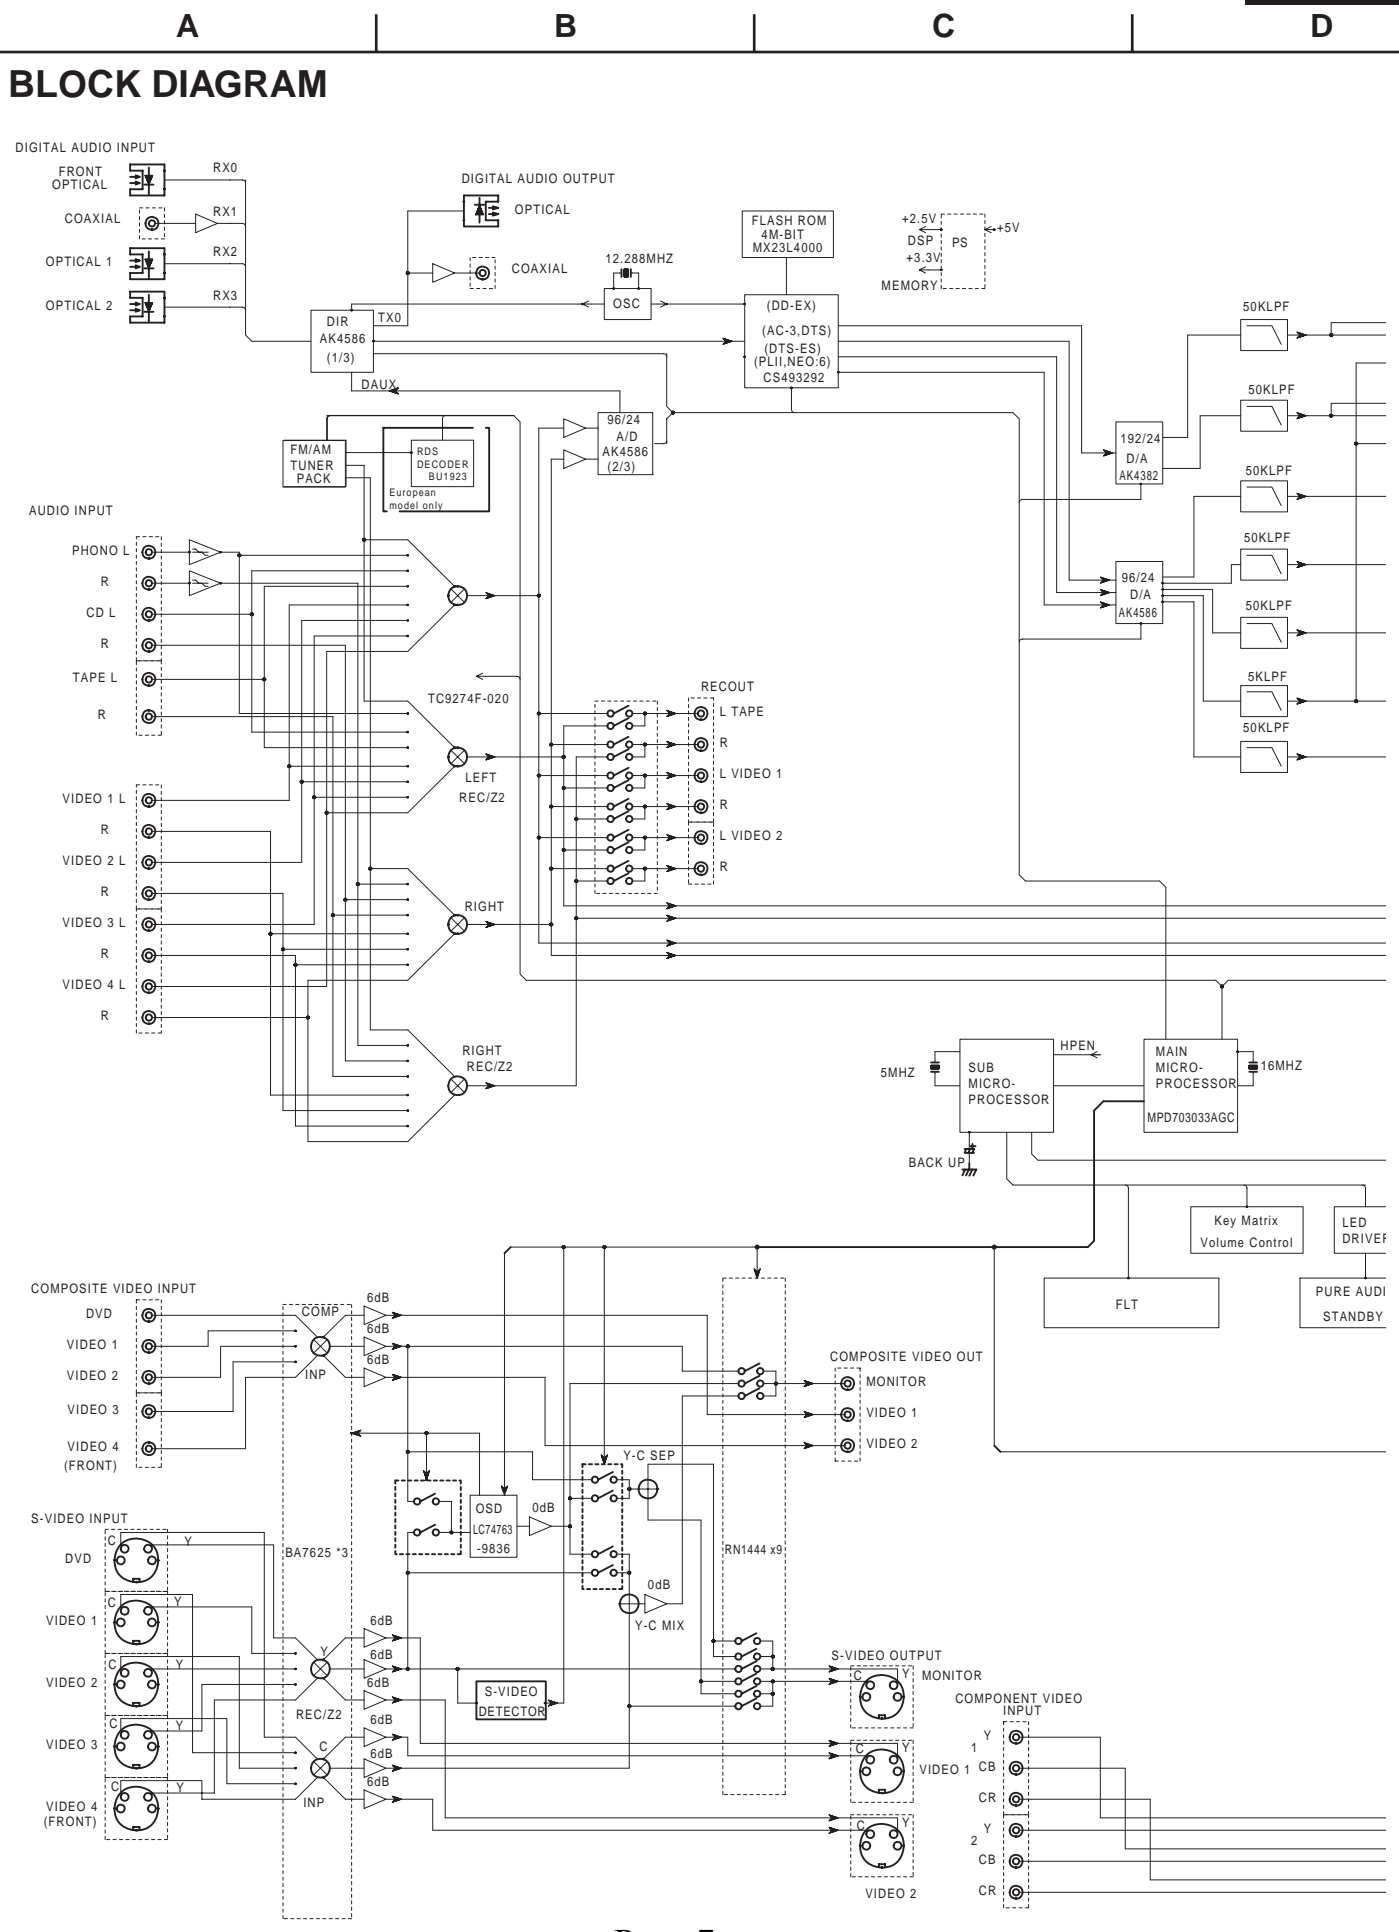 A B C D
BLOCK DIAGRAM
DIGITAL AUDIO INPUT
FRONT
OPTICAL
RX0
COAXIAL
RX1
OPTICAL 1
RX2
OPTICAL 2
RX3
DIGITAL AUDIO OUTPUT
OPTICAL
COAXIAL
TX0
DIR
AK4586
(1/3)
DAUX
12.288MHZ
OSC
FLASH ROM
4M-BIT
MX23L4000
(DD-EX)
(AC-3,DTS)
(DTS-ES)
(PLII,NEO:6)
CS493292
+2.5V
DSP
+3.3V
MEMORY
PS
+5V
96/24
A/D
AK4586
(2/3)
FM/AM
TUNER
PACK
RDS
DECODER
BU1923
European
model only
192/24
D/A
AK4382
96/24
D/A
AK4586
50KLPF
50KLPF
50KLPF
50KLPF
50KLPF
5KLPF
50KLPF
AUDIO INPUT
PHONO L
R
CD L
R
TAPE L
R
VIDEO 1 L
R
VIDEO 2 L
R
VIDEO 3 L
R
VIDEO 4 L
R
TC9274F-020
LEFT
REC/Z2
RIGHT
RIGHT
REC/Z2
RECOUT
L TAPE
R
L VIDEO 1
R
L VIDEO 2
R
5MHZ
SUB
MICRO-
PROCESSOR
HPEN
BACK UP
MAIN
MICRO-
PROCESSOR
MPD703033AGC
16MHZ
Key Matrix
Volume Control
LED
DRIVER
FLT
PURE AUDI
STANDBY
COMPOSITE VIDEO INPUT
DVD
VIDEO 1
VIDEO 2
VIDEO 3
VIDEO 4
(FRONT)
COMP
INP
6dB
6dB
6dB
COMPOSITE VIDEO OUT
MONITOR
VIDEO 1
VIDEO 2
Y-C SEP
OSD
LC74763
-9836
0dB
0dB
Y-C MIX
RN1444 x9
BA7625 *3
S-VIDEO INPUT
C Y
DVD
C Y
VIDEO 1
C Y
VIDEO 2
C Y
VIDEO 3
C Y
VIDEO 4
(FRONT)
Y
REC/Z2
C
INP
6dB
6dB
6dB
6dB
6dB
6dB
S-VIDEO
DETECTOR
S-VIDEO OUTPUT
C Y
MONITOR
C Y
VIDEO 1
C Y
VIDEO 2
COMPONENT VIDEO
INPUT
Y
1
CB
CR
Y
2
CB
CR